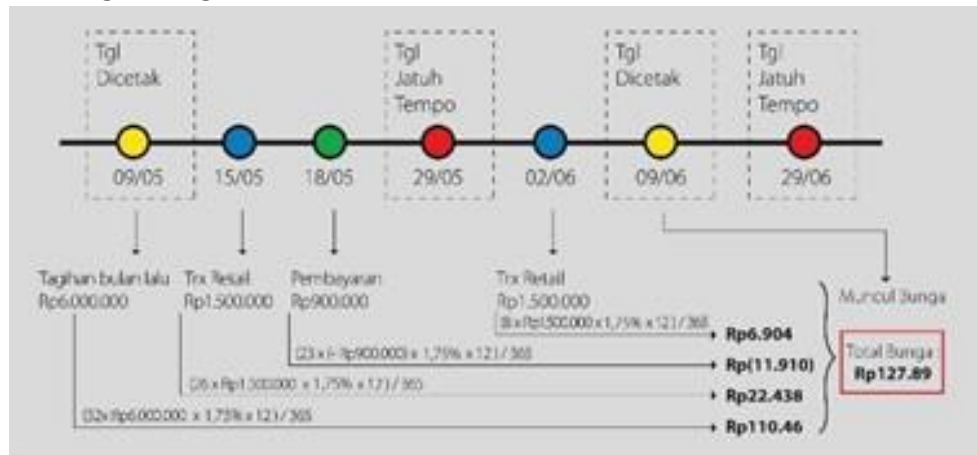 Tgl
Dicetak
Tgl
Jatuh
Tempo
Tgl
Dicetak
Tgl
Jatuh
Tempo
09/05
15/05
18/05
29/05
02/06
09/06
29/06
Tagihan bulan lalu
Rp6.000.000
Trx Retail
Rp1.500.000
Pembayaran
Rp900.000
Trx Retail
Rp1.500.000
(8 x Rp1.500.000 x 1,75% x 12) / 365
Rp6.904
(23 x (- Rp900.000) x 1,75% x 12) / 365
Rp(11.910)
(26 x Rp1.500.000 x 1,75% x 12) / 365
Rp22.438
(32x Rp6.000.000 x 1,75% x 12) / 365
Rp110.46
Muncul Bunga
Total Bunga :
Rp127.89